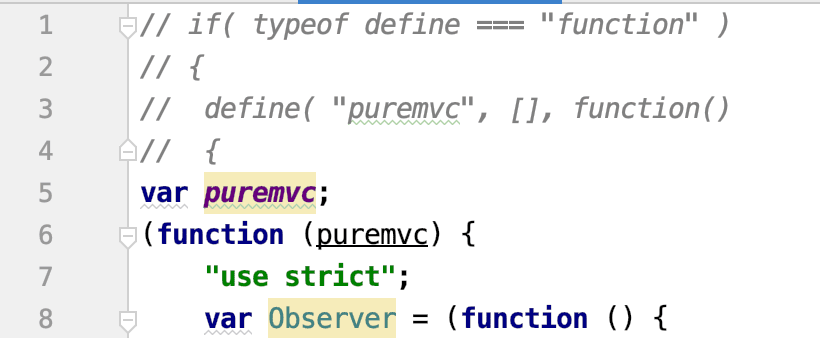 1 // if( typeof define === "function" )
2 // {
3 //  define( "puremvc", [], function()
4 //  {
5 var puremvc;
6 (function (puremvc) {
7     "use strict";
8     var Observer = (function () {